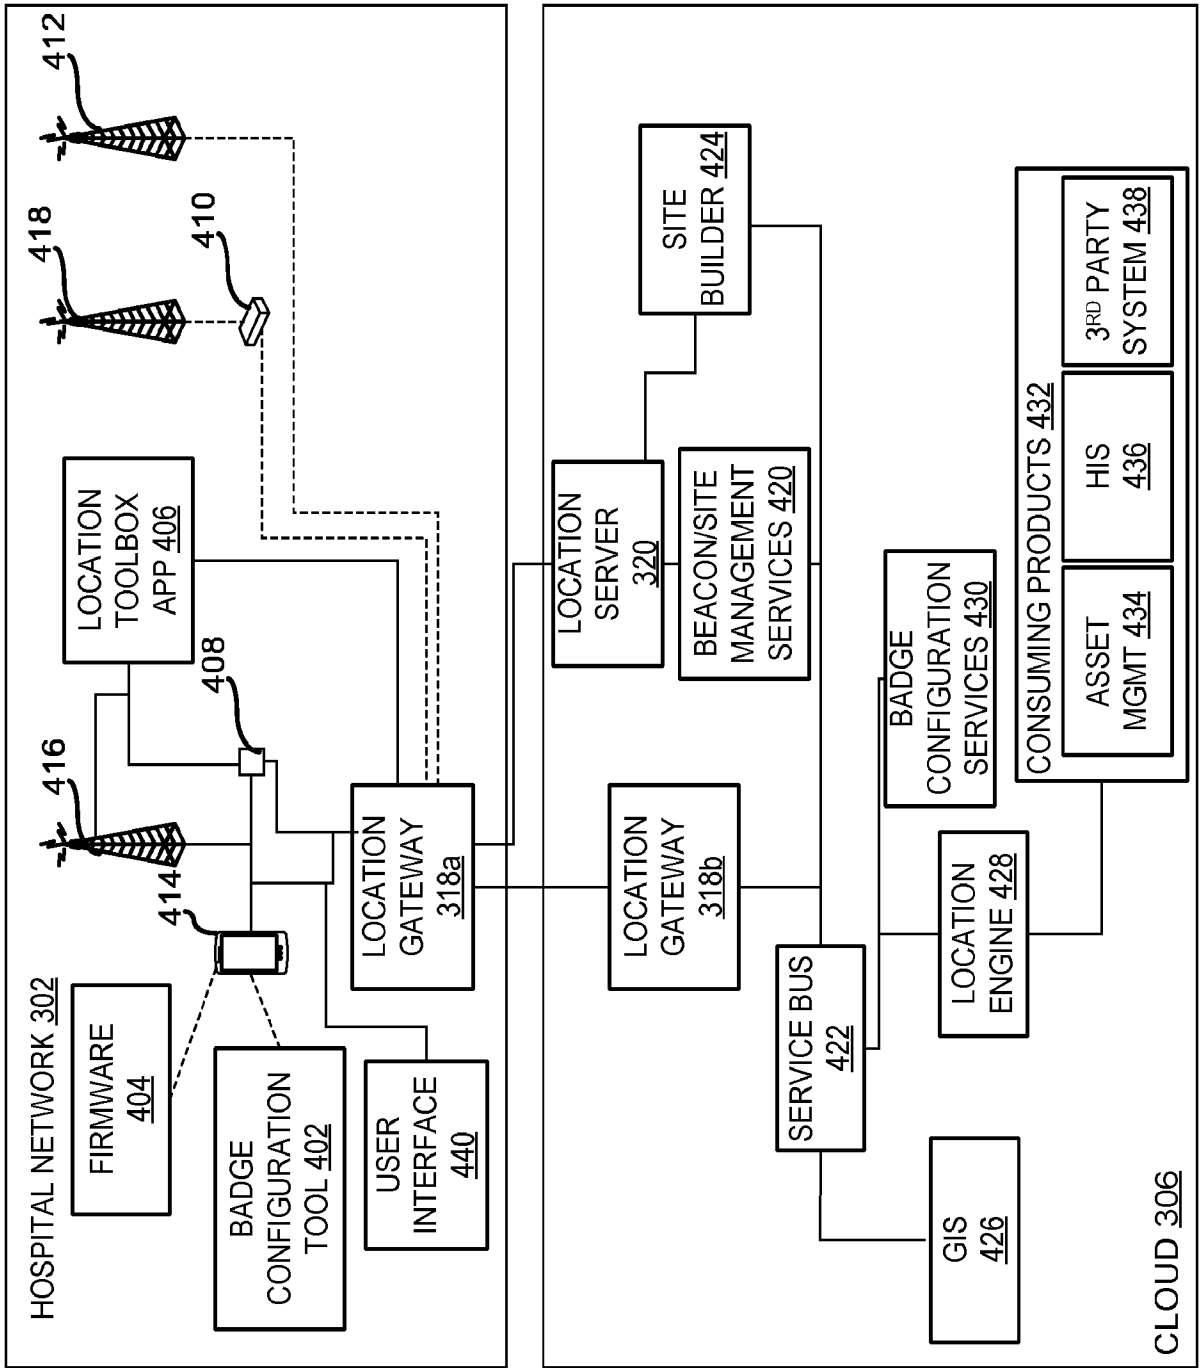 HOSPITAL NETWORK 302
FIRMWARE
404
BADGE
CONFIGURATION
TOOL 402
USER
INTERFACE
440
414
416
408
LOCATION
TOOLBOX
APP 406
418
410
412
LOCATION
GATEWAY
318a
LOCATION
GATEWAY
318b
LOCATION
SERVER
320
BEACON/SITE
MANAGEMENT
SERVICES 420
SITE
BUILDER 424
SERVICE BUS
422
GIS
426
LOCATION
ENGINE 428
BADGE
CONFIGURATION
SERVICES 430
CONSUMING PRODUCTS 432
ASSET
MGMT 434
HIS
436
3RD PARTY
SYSTEM 438
CLOUD 306